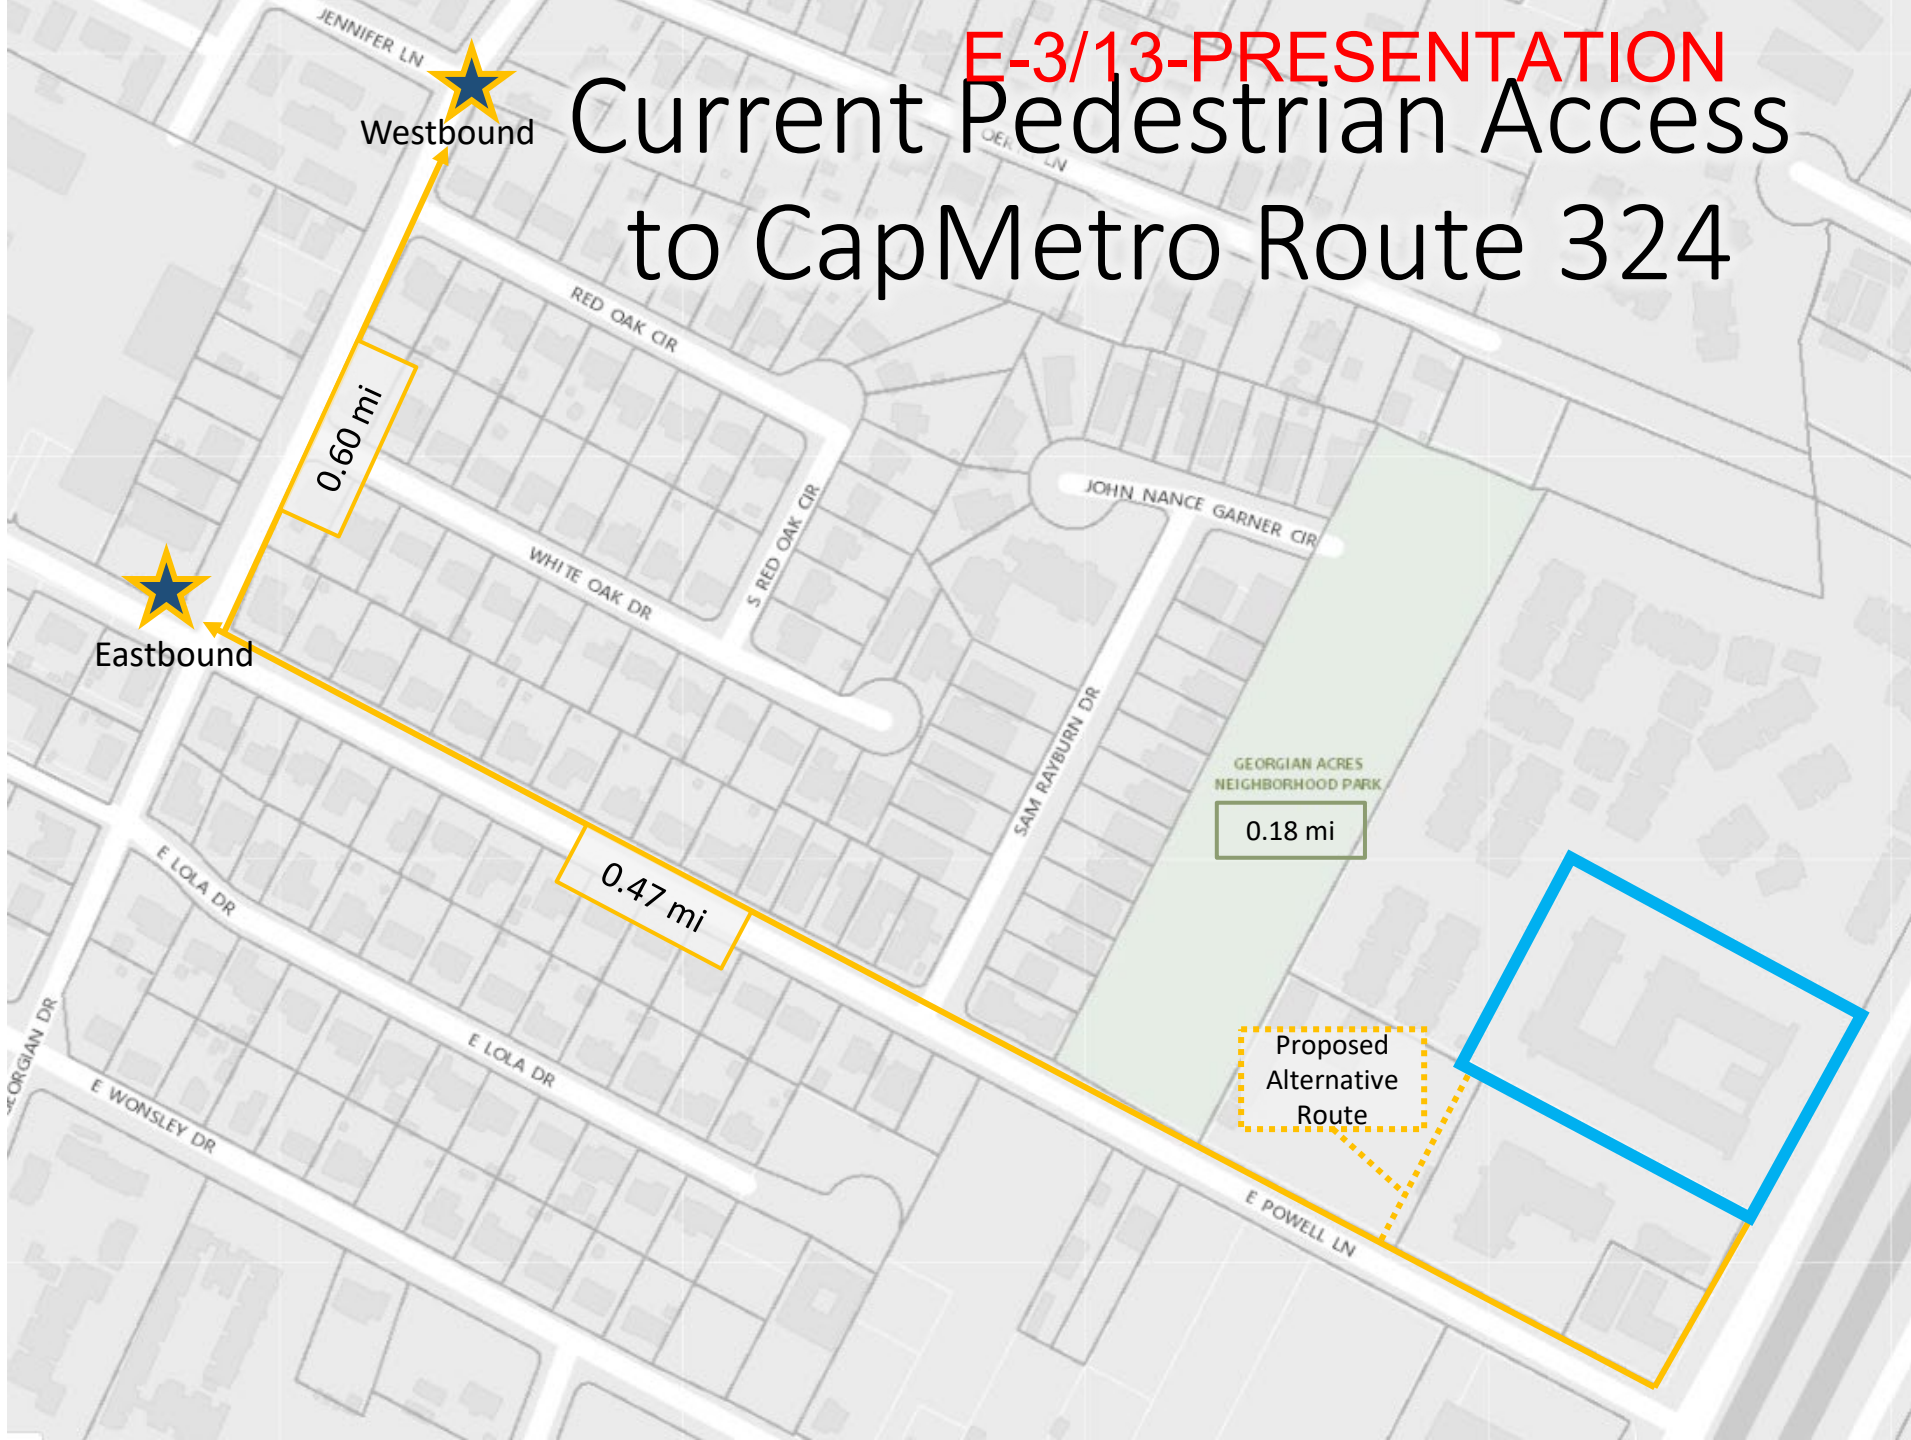 E-3/13-PRESENTATION
Current Pedestrian Access
to CapMetro Route 324
JENNIFER LN
Westbound
RED OAK CIR
0.60 mi
JOHN NANCE GARNER CIR
S RED OAK CIR
WHITE OAK DR
Eastbound
SAM RAYBURN DR
GEORGIAN ACRES
NEIGHBORHOOD PARK
0.18 mi
E LOLA DR
0.47 mi
E LOLA DR
Proposed
Alternative
Route
GEORGIAN DR
E WONSLEY DR
E POWELL LN